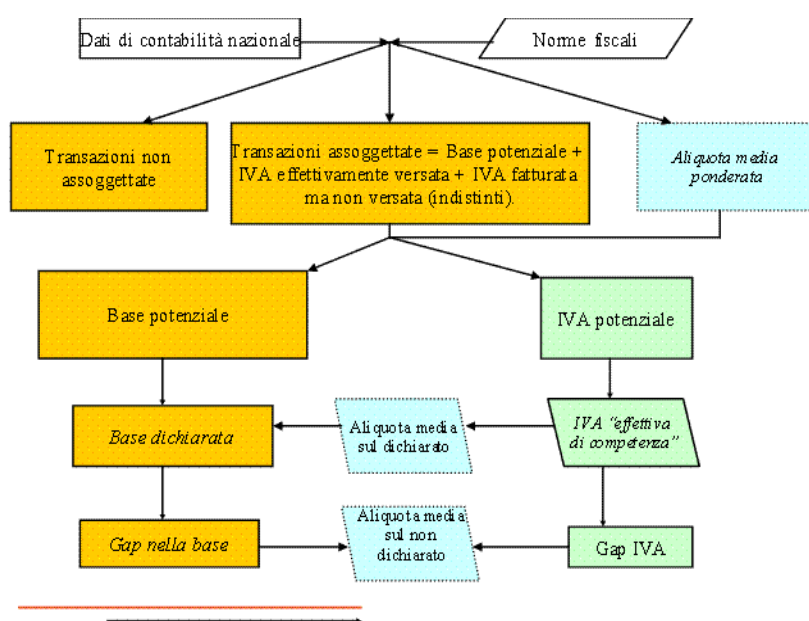 Dati di contabilità nazionale
Norme fiscali
Transazioni non
assoggettate
Transazioni assoggettate = Base potenziale +
IVA effettivamente versata + IVA fatturata
ma non versata (indistinti).
Aliquota media
ponderata
Base potenziale
IVA potenziale
Base dichiarata
Aliquota media
sul dichiarato
IVA “effettiva
di competenza”
Gap nella base
Aliquota media
sul non
dichiarato
Gap IVA